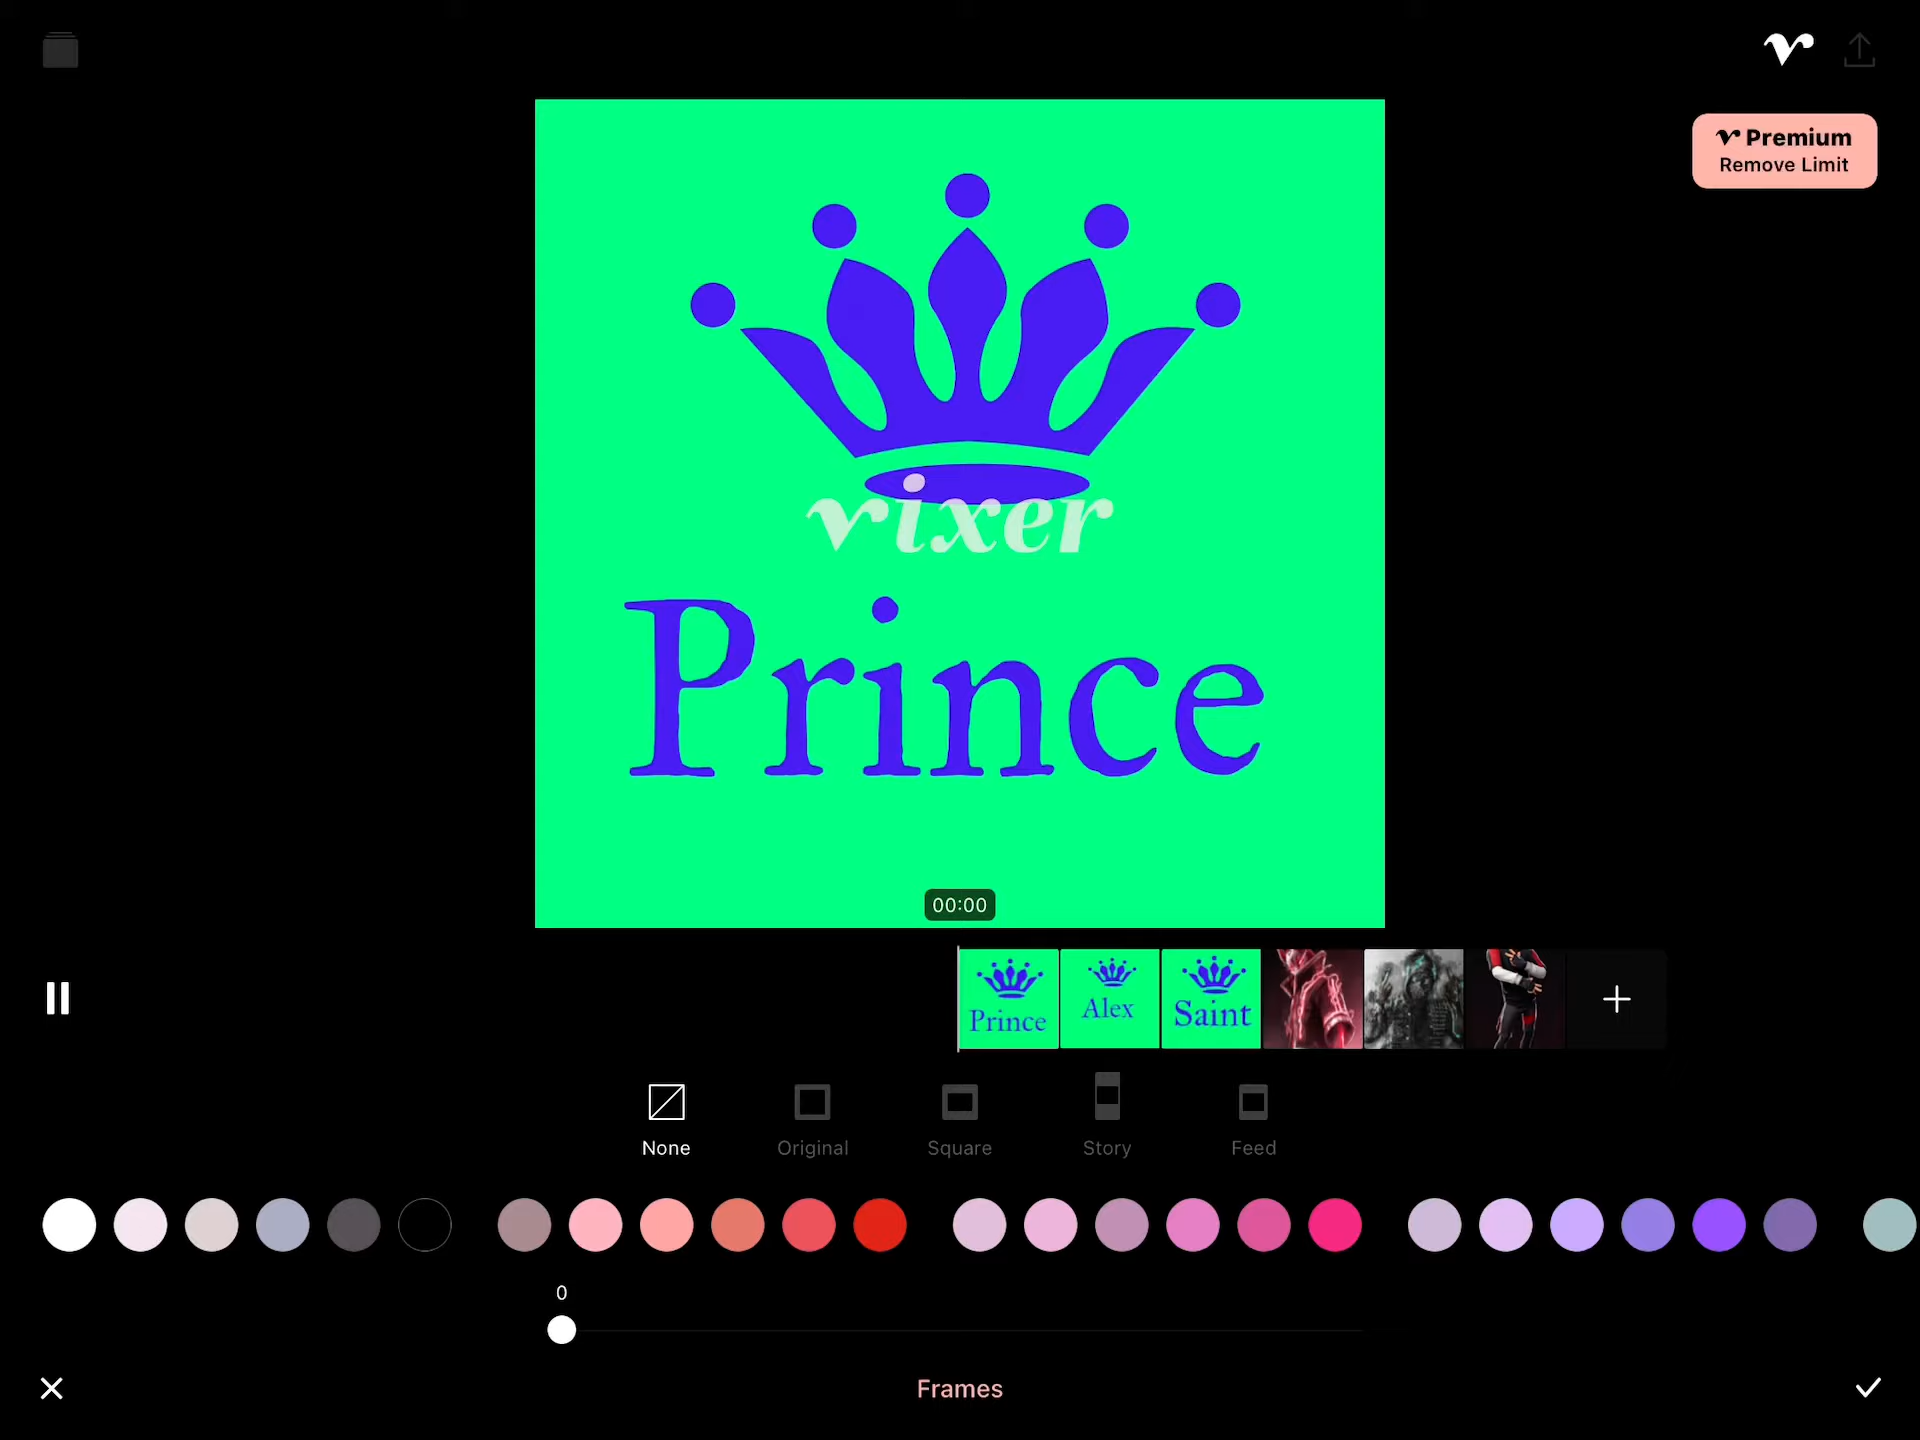 Premium
Remove Limit
vixer
Prince
00:00
Prince
Alex
Saint
None
Original
Square
Story
Feed
0
Frames